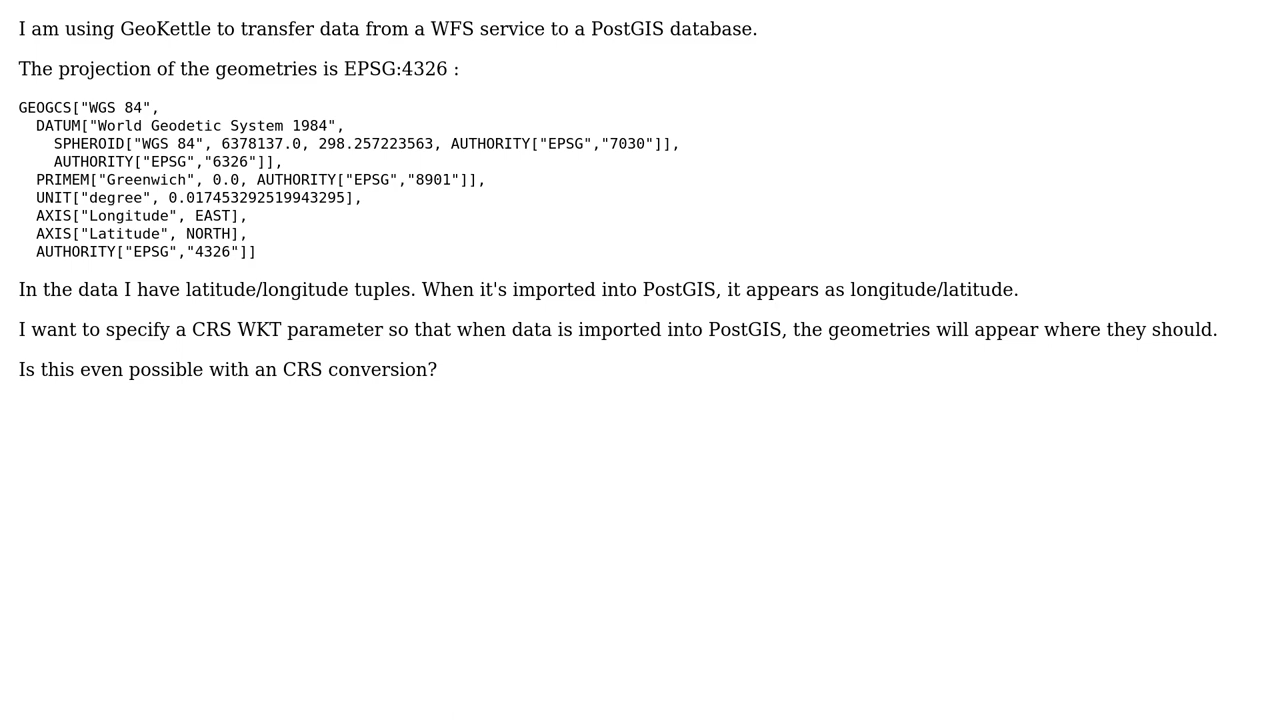 I am using GeoKettle to transfer data from a WFS service to a PostGIS database.
The projection of the geometries is EPSG:4326 :
GEOGCS["WGS 84",
  DATUM["World Geodetic System 1984",
    SPHEROID["WGS 84", 6378137.0, 298.257223563, AUTHORITY["EPSG","7030"]],
    AUTHORITY["EPSG","6326"]],
  PRIMEM["Greenwich", 0.0, AUTHORITY["EPSG","8901"]],
  UNIT["degree", 0.017453292519943295],
  AXIS["Longitude", EAST],
  AXIS["Latitude", NORTH],
  AUTHORITY["EPSG","4326"]]
In the data I have latitude/longitude tuples. When it's imported into PostGIS, it appears as longitude/latitude.
I want to specify a CRS WKT parameter so that when data is imported into PostGIS, the geometries will appear where they should.
Is this even possible with an CRS conversion?